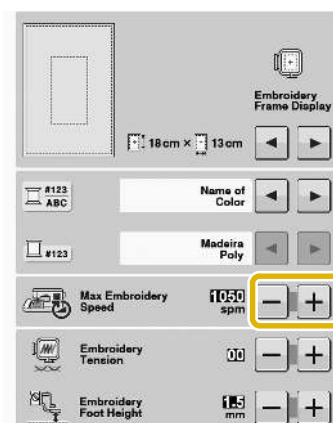 Embroidery
Frame Display
18cm × 13cm
#123
ABC
Name of
Color
#123
Madeira
Poly
Max Embroidery
Speed
1050
spm
Embroidery
Tension
00
Embroidery
Foot Height
1.5
mm